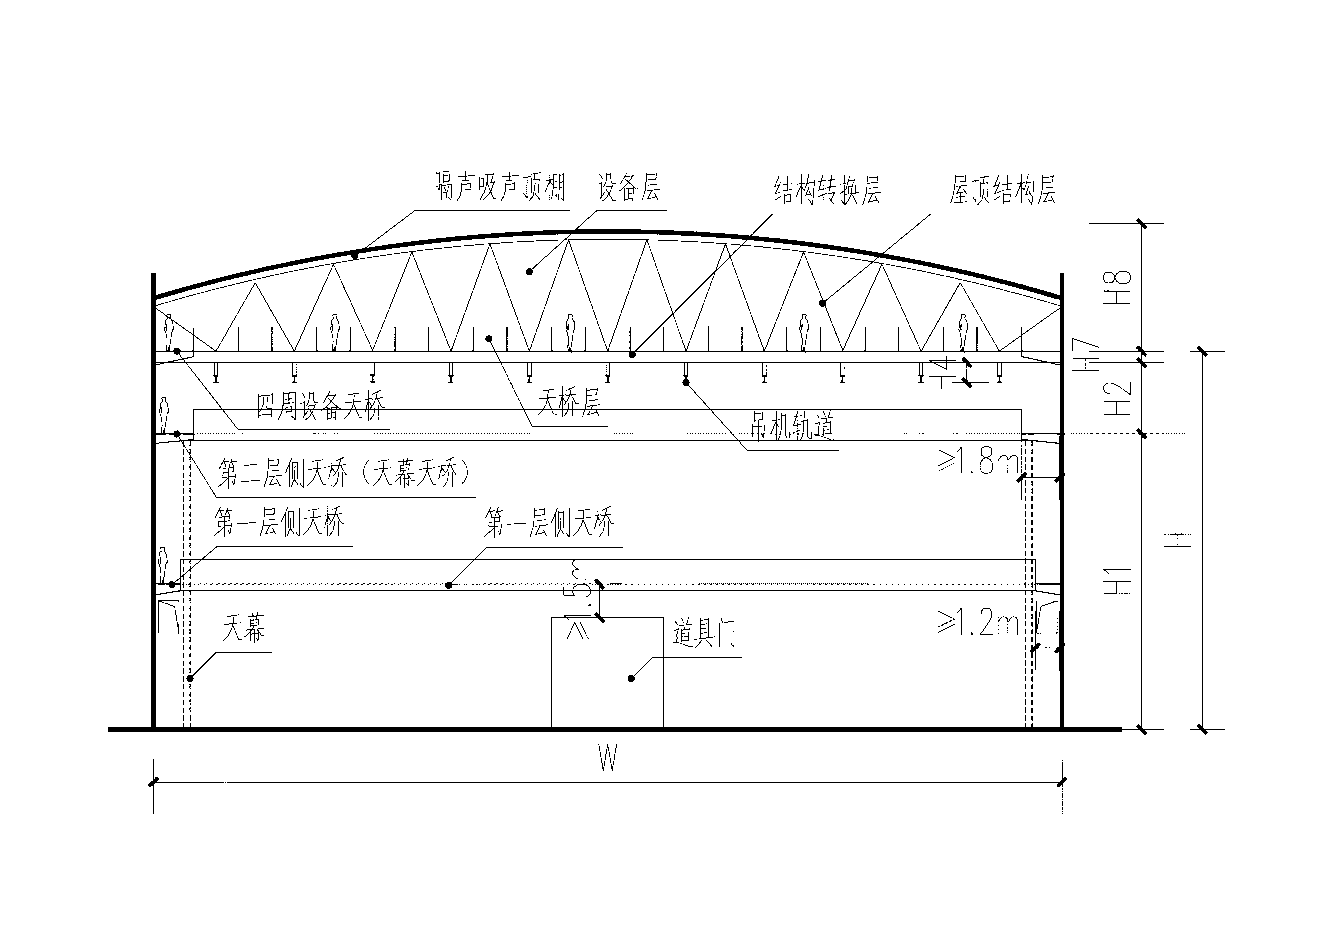 隔声吸声顶棚
设备层
结构转换层
屋顶结构层
H8
H7
H4
H2
四周设备天桥
天桥层
吊机轨道
≥1.8m
第二层侧天桥（天幕天桥）
第一层侧天桥
第一层侧天桥
H
H1
≥1.5m
≥1.2m
天幕
道具门
W